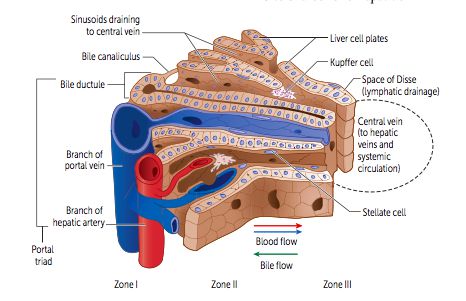 Sinusoids draining
to central vein
Bile canaliculus
Bile ductule
Branch of
portal vein
Branch of
hepatic artery
Portal
triad
Liver cell plates
Kupffer cell
Space of Disse
(lymphatic drainage)
Central vein
(to hepatic
veins and
systemic
circulation)
Stellate cell
Blood flow
Bile flow
Zone I
Zone II
Zone III